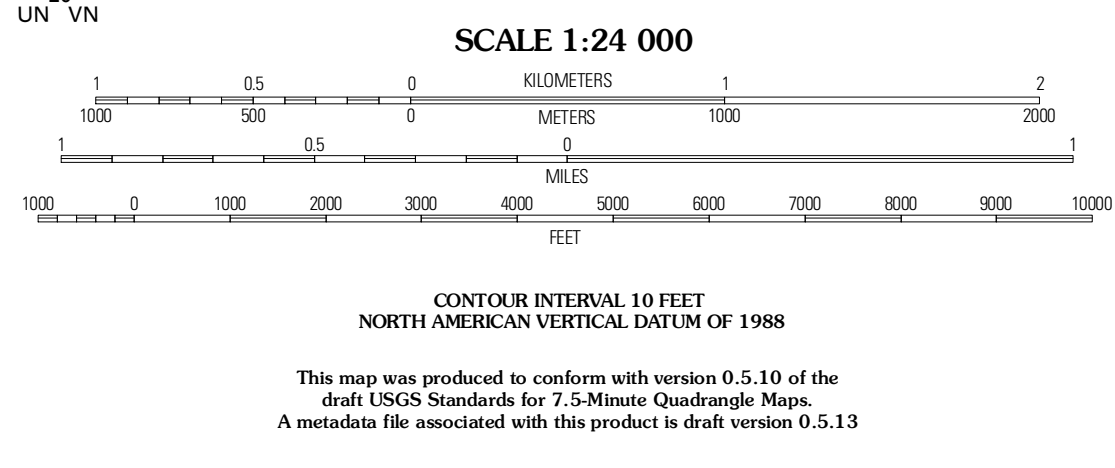 UN VN
SCALE 1:24 000
1 0.5 0 KILOMETERS 1 2
1000 500 0 METERS 1000 2000
1 0.5 0 1
MILES
1000 0 1000 2000 3000 4000 5000 6000 7000 8000 9000 10000
FEET
CONTOUR INTERVAL 10 FEET
NORTH AMERICAN VERTICAL DATUM OF 1988
This map was produced to conform with version 0.5.10 of the
draft USGS Standards for 7.5-Minute Quadrangle Maps.
A metadata file associated with this product is draft version 0.5.13